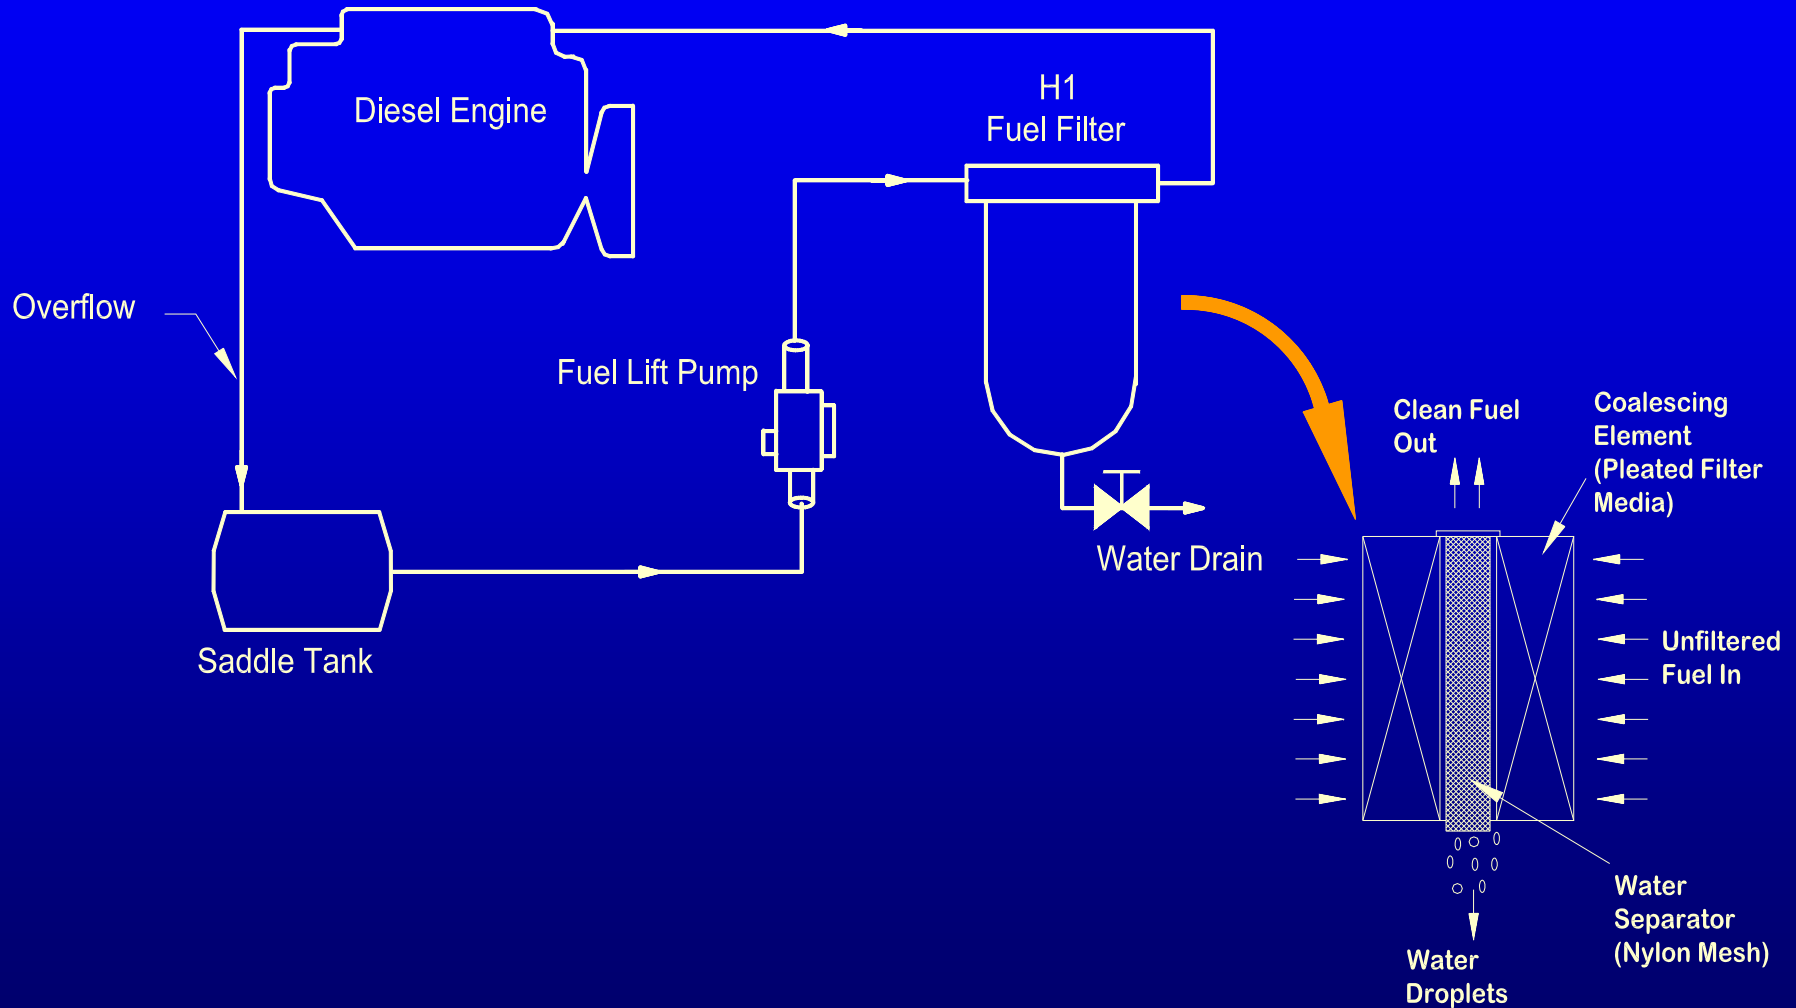 Diesel Engine
H1
Fuel Filter
Overflow
Fuel Lift Pump
Water Drain
Saddle Tank
Clean Fuel
Out
Coalescing
Element
(Pleated Filter
Media)
Unfiltered
Fuel In
Water
Separator
(Nylon Mesh)
Water
Droplets